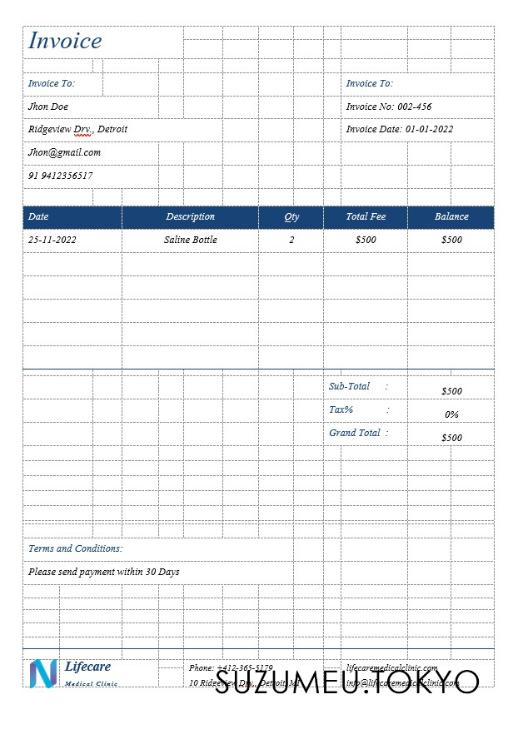 Invoice
Invoice To: Invoice To:
Jhon Doe Invoice No: 002-456
Ridgeview Drv., Detroit Invoice Date: 01-01-2022
Jhon@gmail.com
91 9412356517
Date Description Qty Total Fee Balance
25-11-2022 Saline Bottle 2 $500 $500
Sub-Total : $500
Tax% : 0%
Grand Total : $500
Terms and Conditions:
Please send payment within 30 Days
Lifecare Phone: +412-365-5179 lifecaremedicalclinic.com
Medical Clinic 10 Ridgeview Drv., Detroit, info@lifecaremedicalclinic.com
SUZUMEU.TOKYO